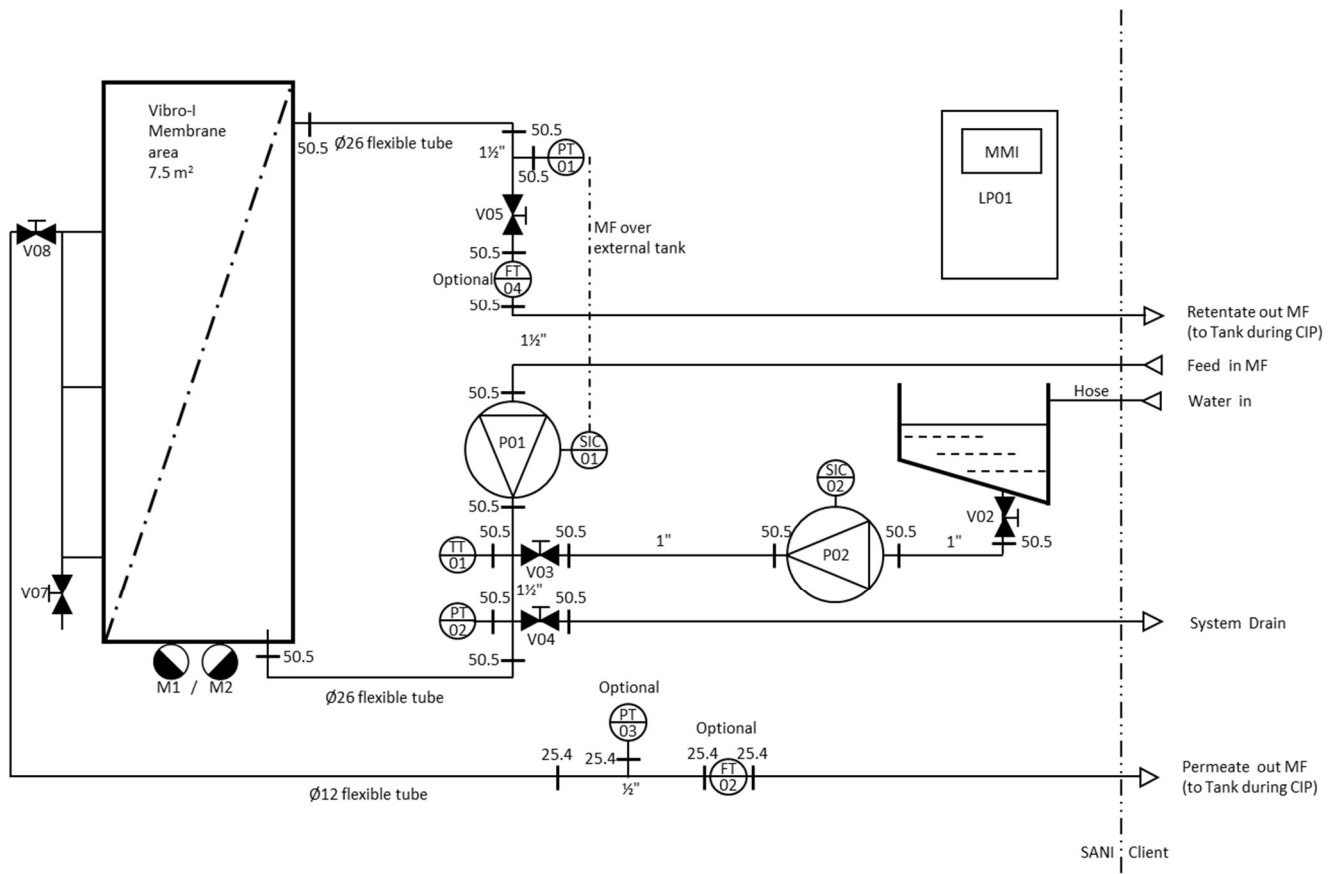 Vibro-I
Membrane
area
7.5 m²
50.5
Ø26 flexible tube
50.5
1½"
PT
01
50.5
V05
MF over
external tank
50.5
Optional
FT
04
50.5
V08
MMI
LP01
Retentate out MF
(to Tank during CIP)
1½"
Feed in MF
50.5
Hose
Water in
P01
SIC
01
50.5
SIC
02
V02
50.5
TT
01
50.5
50.5
V03
1"
50.5
P02
50.5
1"
1½"
V07
PT
02
50.5
50.5
V04
System Drain
50.5
50.5
M1 / M2
Ø26 flexible tube
Optional
PT
03
Optional
25.4
25.4
25.4
25.4
FT
02
½"
Ø12 flexible tube
Permeate out MF
(to Tank during CIP)
SANI
Client